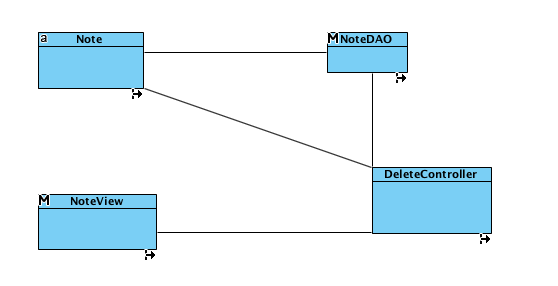 a Note
M NoteDAO
DeleteController
M NoteView